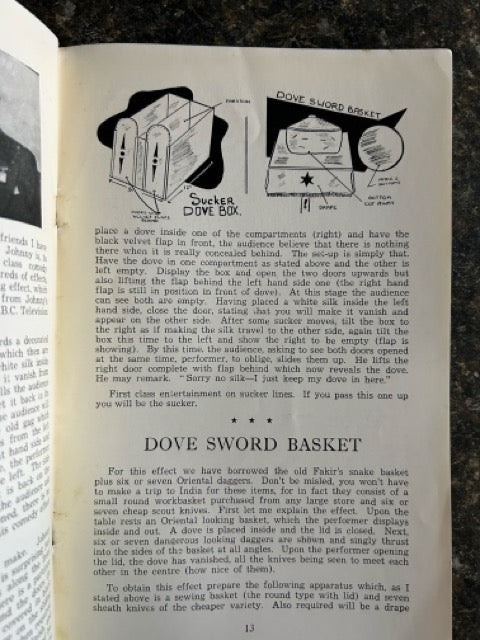 PARTITION
DOVE SWORD BASKET
12"
SUCKER
DOVE BOX.
DRAPE
BOTTOM
CUT AWAY
place a dove inside one of the compartments (right) and have the
black velvet flap in front, the audience believe that there is nothing
there when it is really concealed behind. The set-up is simply that.
Have the dove in one compartment as stated above and the other is
left empty. Display the box and open the two doors upwards but
also lifting the flap behind the left hand side one (the right hand
flap is still in position in front of dove). At this stage the audience
can see both are empty. Having placed a white silk inside the left
hand side, close the door, stating that you will make it vanish and
appear on the other side. After some sucker moves, tilt the box to
the right as if making the silk travel to the other side, again tilt the
box this time to the left and show the right to be empty (flap is
showing). By this time, the audience, asking to see both doors opened
at the same time, performer, to oblige, slides them up. He lifts the
right door complete with flap behind which now reveals the dove.
He may remark. "Sorry no silk—I just keep my dove in here."
First class entertainment on sucker lines. If you pass this one up
you will be the sucker.
* * *
DOVE SWORD BASKET
For this effect we have borrowed the old Fakir's snake basket
plus six or seven Oriental daggers. Don't be misled, you won't have
to make a trip to India for these items, for in fact they consist of a
small round workbasket purchased from any large store and six or
seven cheap scout knives. First let me explain the effect. Upon the
table rests an Oriental looking basket, which the performer displays
inside and out. A dove is placed inside and the lid is closed. Next,
six or seven dangerous looking daggers are shown and singly thrust
into the sides of the basket at all angles. Upon the performer opening
the lid, the dove has vanished, all the knives being seen to meet each
other in the centre (how nice of them).
To obtain this effect prepare the following apparatus which, as I
stated above is a sewing basket (the round type with lid) and seven
sheath knives of the cheaper variety. Also required will be a drape
13
friends I have
Johnny is. In
class comedy
reds of effects,
g effect, which
from Johnny's
B.C. Television